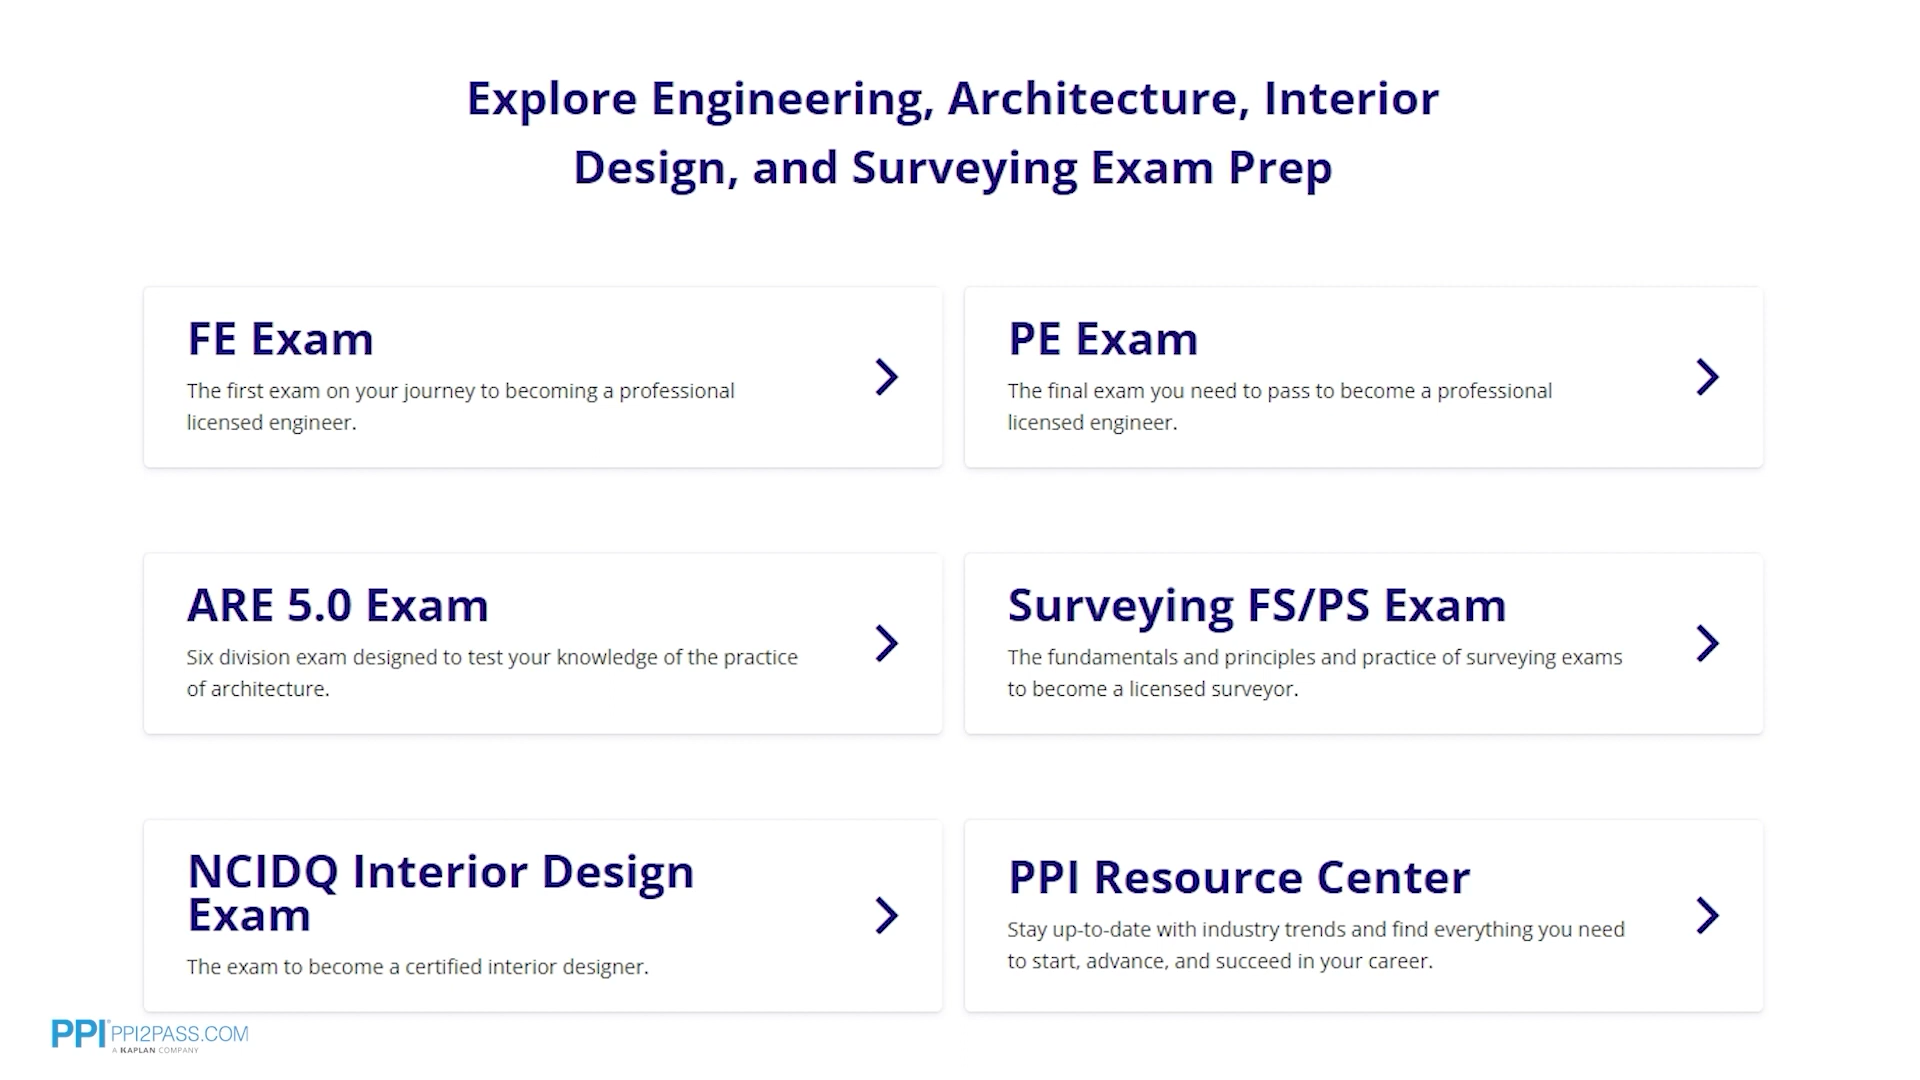 Explore Engineering, Architecture, Interior
Design, and Surveying Exam Prep
FE Exam
The first exam on your journey to becoming a professional
licensed engineer.
PE Exam
The final exam you need to pass to become a professional
licensed engineer.
ARE 5.0 Exam
Six division exam designed to test your knowledge of the practice
of architecture.
Surveying FS/PS Exam
The fundamentals and principles and practice of surveying exams
to become a licensed surveyor.
NCIDQ Interior Design
Exam
The exam to become a certified interior designer.
PPI Resource Center
Stay up-to-date with industry trends and find everything you need
to start, advance, and succeed in your career.
PPI® PPI2PASS.COM
A KAPLAN COMPANY